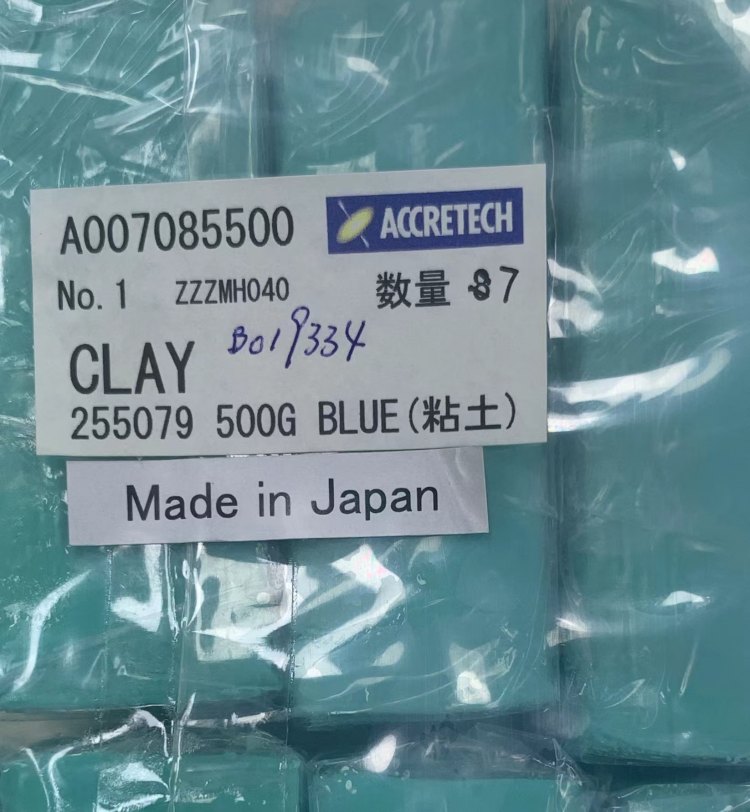 A007085500 ACCRETECH
No. 1 ZZZMH040 数量 87
CLAY B019334
255079 500G BLUE(粘土)
Made in Japan